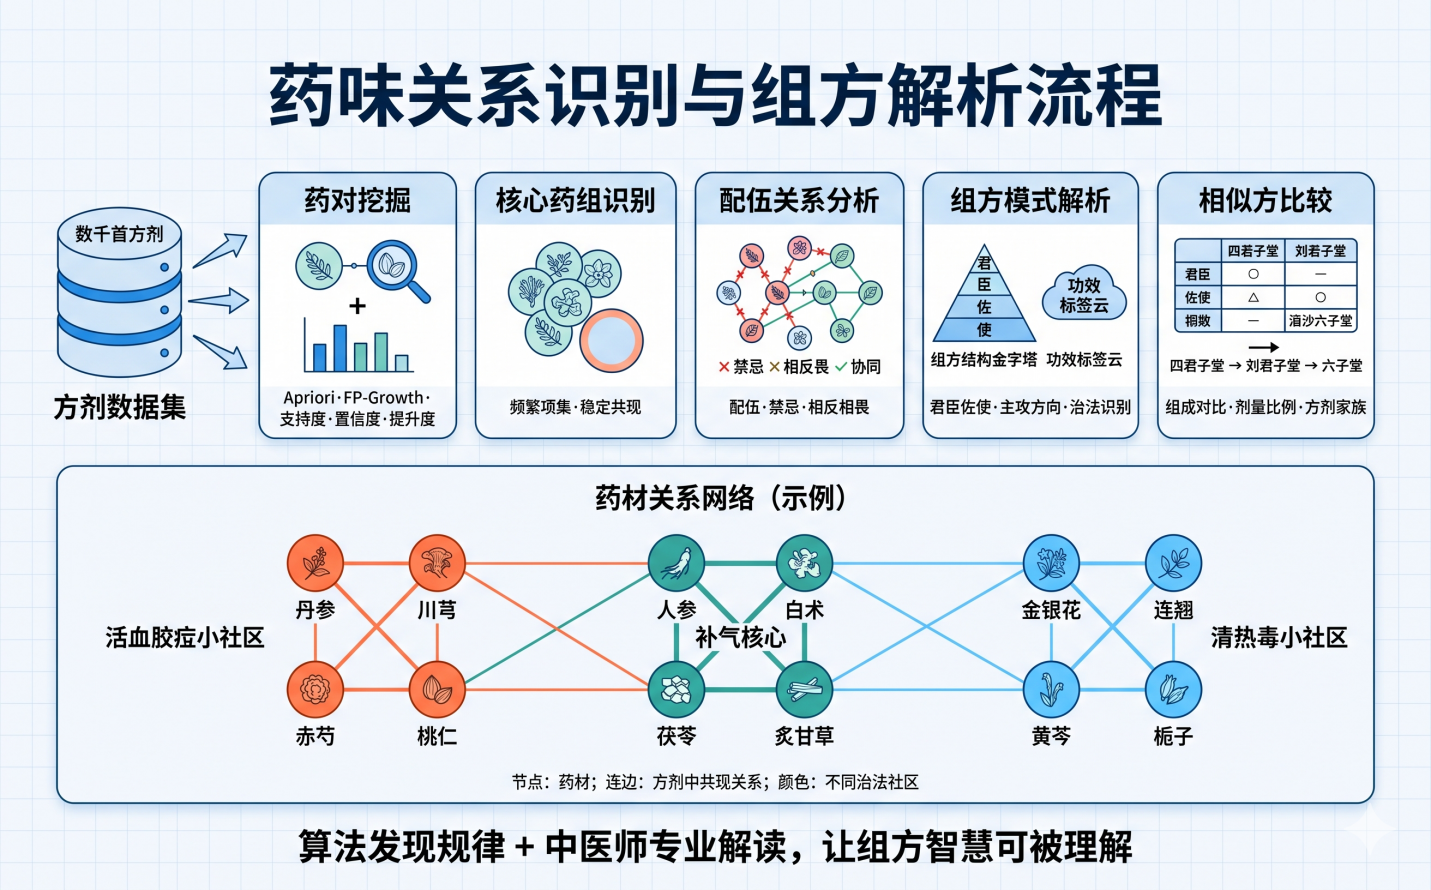 药味关系识别与组方解析流程
数千首方剂
方剂数据集
药对挖掘
+
Apriori·FP-Growth·
支持度·置信度·提升度
核心药组识别
频繁项集·稳定共现
配伍关系分析
×禁忌 ×相反畏 ✓协同
配伍·禁忌·相反相畏
组方模式解析
君
臣
佐
使
功效
标签云
组方结构金字塔 功效标签云
君臣佐使·主攻方向·治法识别
相似方比较
四若子堂 刘君子堂
君臣 ○ —
佐使 △ ○
桐数 — 湝沙六子堂
→
四君子堂→刘君子堂→六子堂
组成对比·剂量比例·方剂家族
药材关系网络（示例）
丹参 川芎 人参 白术 金银花 连翘
活血胶痖小社区 补气核心 清热毒小社区
赤芍 桃仁 茯苓 炙甘草 黄芩 栀子
节点：药材；连边：方剂中共现关系；颜色：不同治法社区
算法发现规律 + 中医师专业解读，让组方智慧可被理解